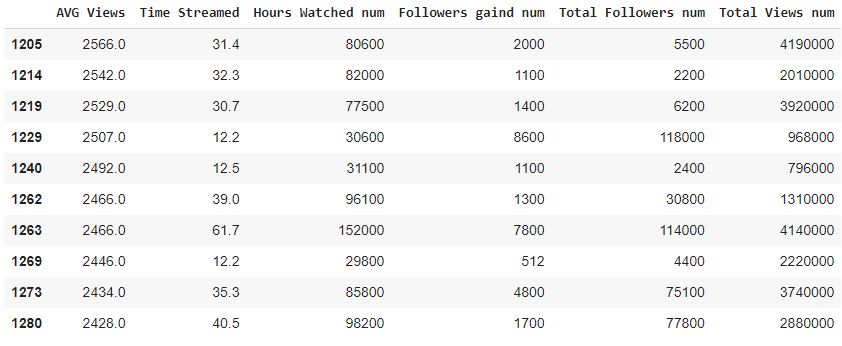 AVG Views Time Streamed Hours Watched num Followers gaind num Total Followers num Total Views num
1205 2566.0 31.4 80600 2000 5500 4190000
1214 2542.0 32.3 82000 1100 2200 2010000
1219 2529.0 30.7 77500 1400 6200 3920000
1229 2507.0 12.2 30600 8600 118000 968000
1240 2492.0 12.5 31100 1100 2400 796000
1262 2466.0 39.0 96100 1300 30800 1310000
1263 2466.0 61.7 152000 7800 114000 4140000
1269 2446.0 12.2 29800 512 4400 2220000
1273 2434.0 35.3 85800 4800 75100 3740000
1280 2428.0 40.5 98200 1700 77800 2880000